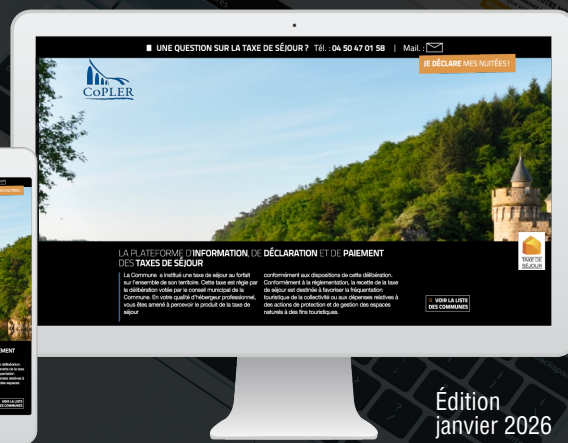 UNE QUESTION SUR LA TAXE DE SÉJOUR ? Tél. : 04 50 47 01 58 | Mail. :
JE DÉCLARE MES NUITÉES !
CoPLER
LA PLATEFORME D'INFORMATION, DE DÉCLARATION ET DE PAIEMENT
DES TAXES DE SÉJOUR
La Commune a institué une taxe de séjour au forfait
sur l'ensemble de son territoire. Cette taxe est régie par
la délibération votée par le conseil municipal de la
Commune. En votre qualité d'hébergeur professionnel,
vous êtes amené à percevoir le produit de la taxe de
séjour
conformément aux dispositions de cette délibération.
Conformément à la réglementation, la recette de la taxe
de séjour est destinée à favoriser la fréquentation
touristique de la collectivité ou aux dépenses relatives à
des actions de protection et de gestion des espaces
naturels à des fins touristiques.
TAXE DE
SÉJOUR
VOIR LA LISTE
DES COMMUNES
Édition
janvier 2026